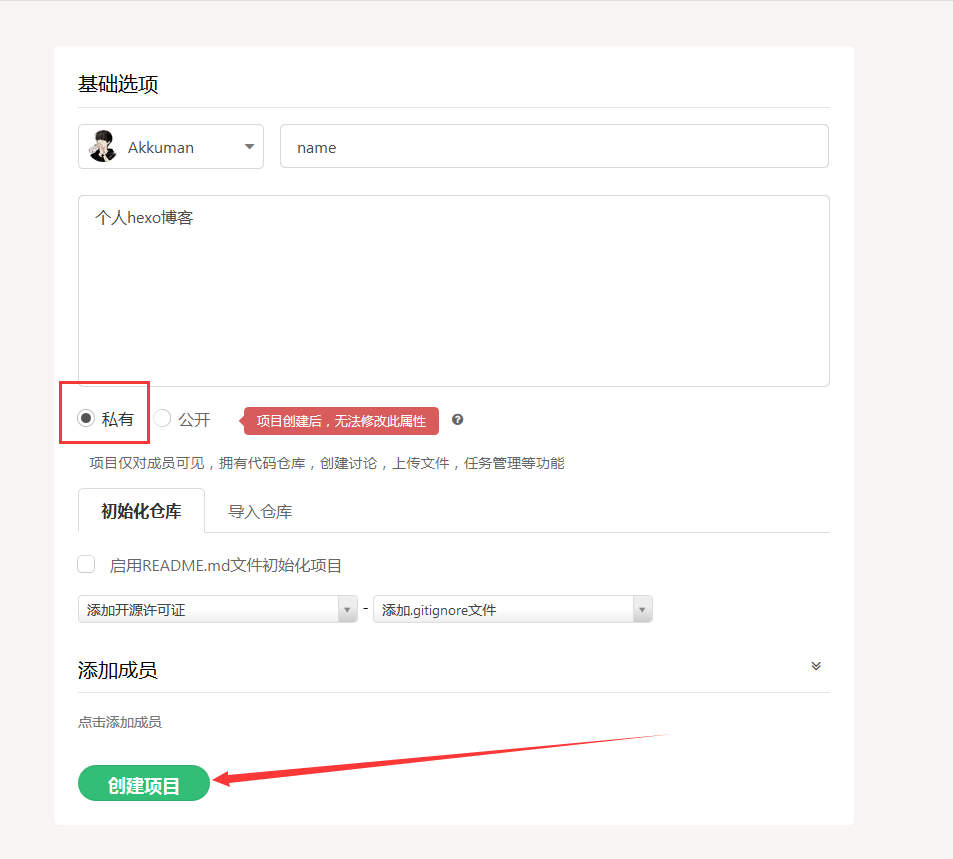 基础选项
Akkuman name
个人hexo博客
私有 公开 项目创建后，无法修改此属性
项目仅对成员可见，拥有代码仓库，创建讨论，上传文件，任务管理等功能
初始化仓库 导入仓库
启用README.md文件初始化项目
添加开源许可证 - 添加.gitignore文件
添加成员
点击添加成员
创建项目